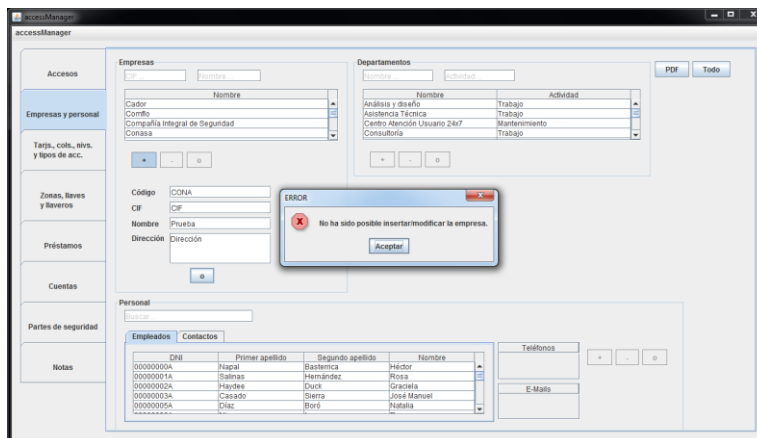 accessManager
accessManager
Accesos
Empresas y personal
Tarjs., cols., nivs.
y tipos de acc.
Zonas, llaves
y llaveros
Préstamos
Cuentas
Partes de seguridad
Notas
Empresas
CIF ...
Nombre ...
Nombre
Cador
Comflo
Compañía Integral de Seguridad
Conasa
+ - o
Código CONA
CIF CIF
Nombre Prueba
Dirección Dirección
o
Departamentos
Nombre ...
Actividad ...
Nombre Actividad
Análisis y diseño Trabajo
Asistencia Técnica Trabajo
Centro Atención Usuario 24x7 Mantenimiento
Consultoría Trabajo
+ - o
PDF Todo
ERROR
No ha sido posible insertar/modificar la empresa.
Aceptar
Personal
Buscar ...
Empleados Contactos
DNI Primer apellido Segundo apellido Nombre
00000000A Napal Basterrica Héctor
00000001A Salinas Hernández Rosa
00000002A Haydee Duck Graciela
00000003A Casado Sierra José Manuel
00000005A Díaz Boró Natalia
Teléfonos
E-Mails
+ - o